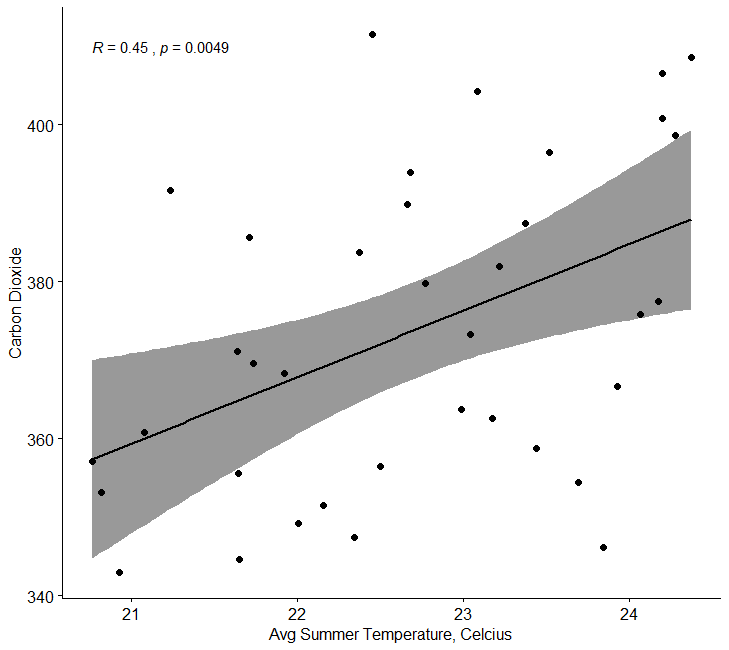 R = 0.45 , p = 0.0049
400
380
360
340
Carbon Dioxide
21 22 23 24
Avg Summer Temperature, Celcius